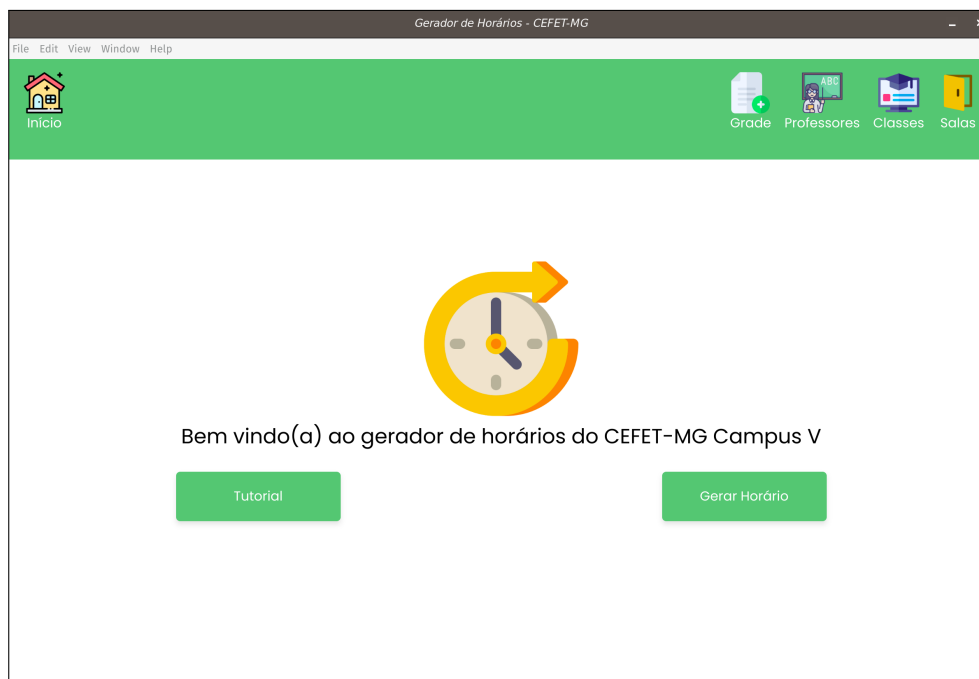 Gerador de Horários - CEFET-MG
File Edit View Window Help
Início
ABC
Grade Professores Classes Salas
Bem vindo(a) ao gerador de horários do CEFET-MG Campus V
Tutorial
Gerar Horário